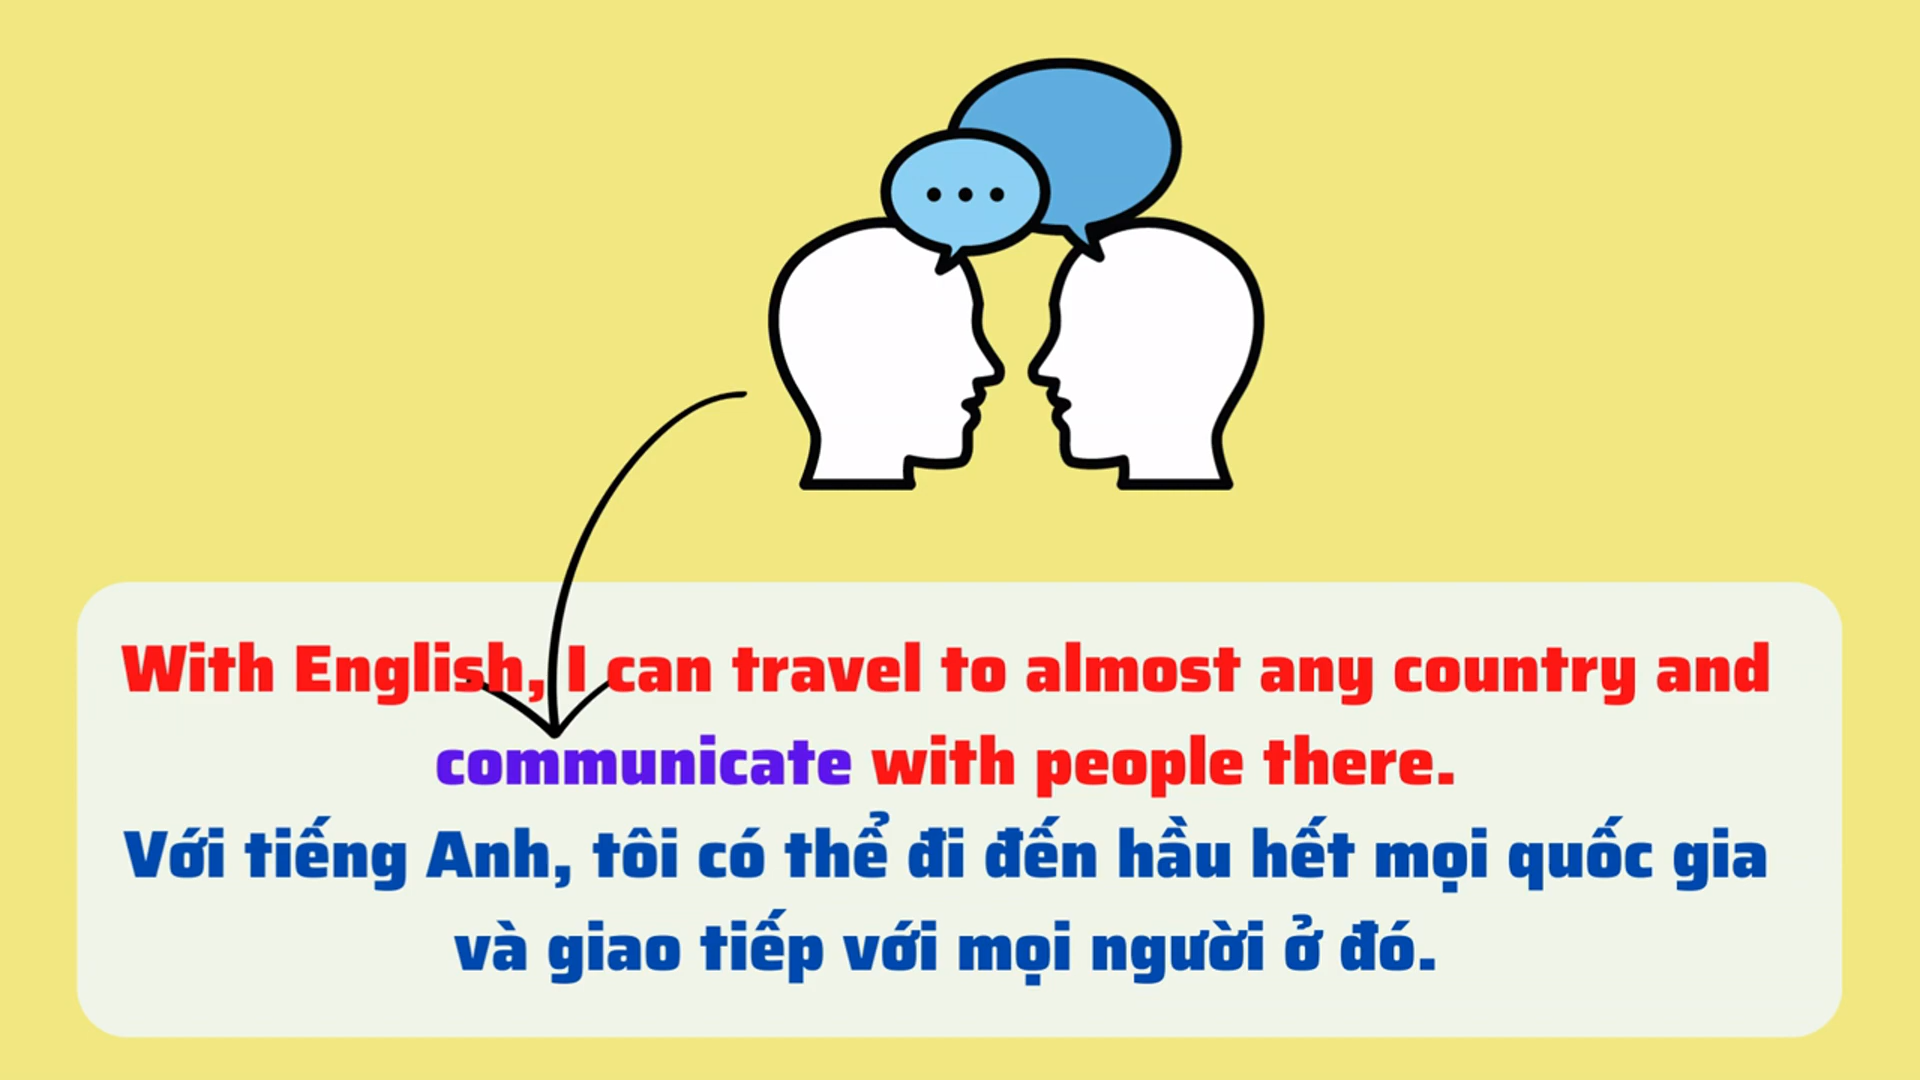 With English, I can travel to almost any country and
communicate with people there.
Với tiếng Anh, tôi có thể đi đến hầu hết mọi quốc gia
và giao tiếp với mọi người ở đó.